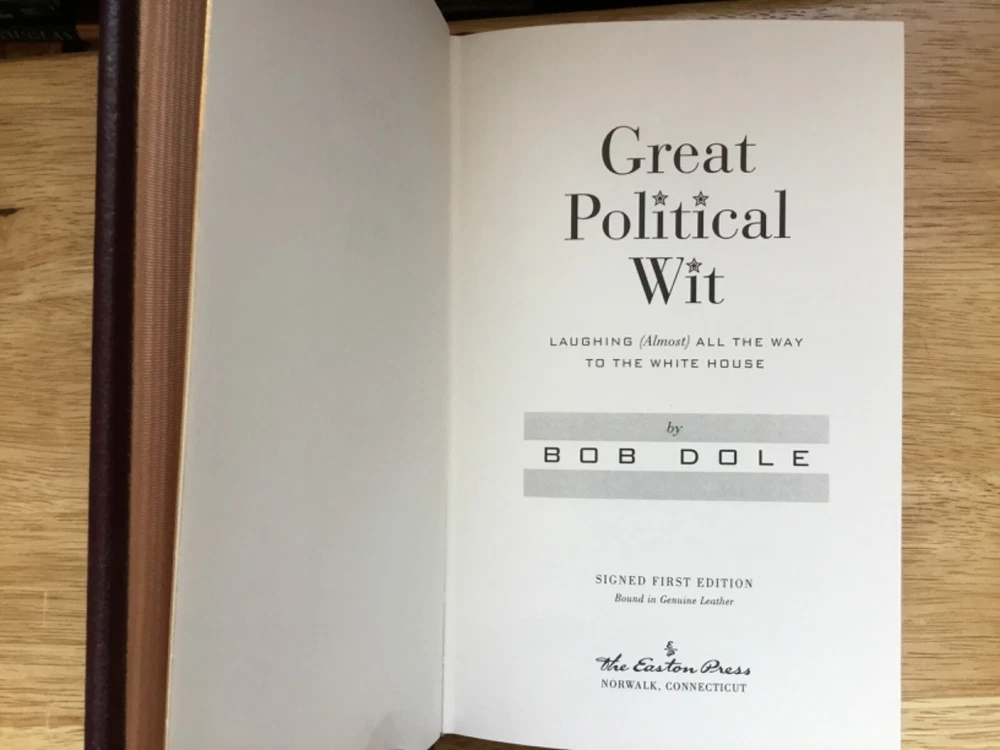 Great
Political
Wit
LAUGHING (Almost) ALL THE WAY
TO THE WHITE HOUSE
by
BOB DOLE
SIGNED FIRST EDITION
Bound in Genuine Leather
The Easton Press
NORWALK, CONNECTICUT